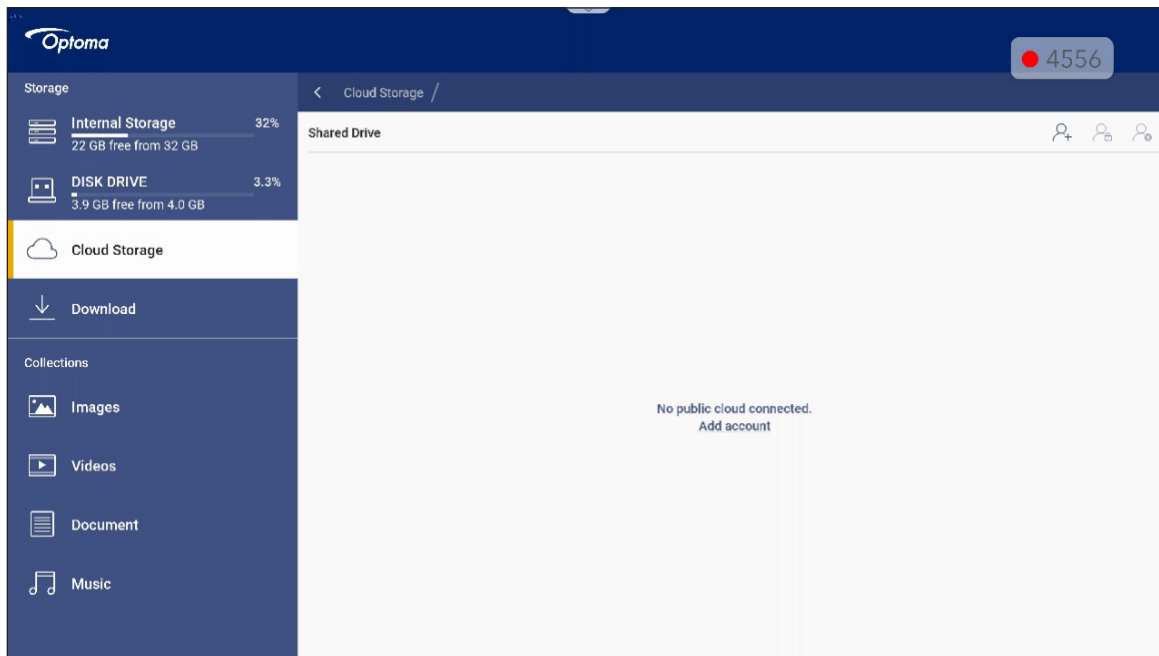 Optoma
4556
Storage
Cloud Storage /
Internal Storage 32%
22 GB free from 32 GB
Shared Drive
DISK DRIVE 3.3%
3.9 GB free from 4.0 GB
Cloud Storage
Download
Collections
Images
No public cloud connected.
Add account
Videos
Document
Music